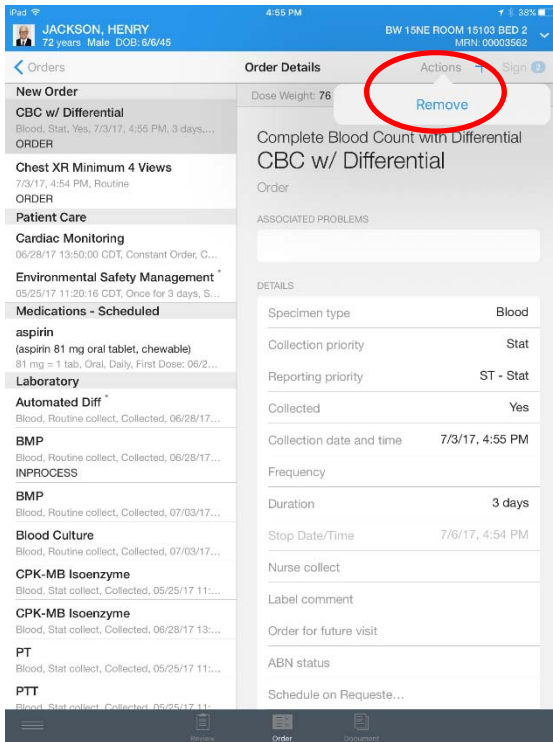 iPad 4:55 PM 38%
JACKSON, HENRY
72 years Male DOB: 6/6/45
BW 15NE ROOM 15103 BED 2
MRN: 00003562
Orders
Order Details
Actions + Sign 2
New Order
CBC w/ Differential
Blood, Stat, Yes, 7/3/17, 4:55 PM, 3 days,...
ORDER
Chest XR Minimum 4 Views
7/3/17, 4:54 PM, Routine
ORDER
Patient Care
Cardiac Monitoring
06/28/17 13:50:00 CDT, Constant Order, C...
Environmental Safety Management *
05/25/17 11:20:16 CDT, Once for 3 days, S...
Medications - Scheduled
aspirin
(aspirin 81 mg oral tablet, chewable)
81 mg = 1 tab, Oral, Daily, First Dose: 06/2...
Laboratory
Automated Diff *
Blood, Routine collect, Collected, 06/28/17...
BMP
Blood, Routine collect, Collected, 06/28/17...
INPROCESS
BMP
Blood, Routine collect, Collected, 07/03/17...
Blood Culture
Blood, Routine collect, Collected, 07/03/17...
CPK-MB Isoenzyme
Blood, Stat collect, Collected, 05/25/17 11:...
CPK-MB Isoenzyme
Blood, Stat collect, Collected, 06/28/17 13:...
PT
Blood, Stat collect, Collected, 05/25/17 11:...
PTT
Blood, Stat collect, Collected, 05/25/17 11:
Dose Weight: 76
Remove
Complete Blood Count with Differential
CBC w/ Differential
Order
ASSOCIATED PROBLEMS
DETAILS
Specimen type Blood
Collection priority Stat
Reporting priority ST - Stat
Collected Yes
Collection date and time 7/3/17, 4:55 PM
Frequency
Duration 3 days
Stop Date/Time 7/6/17, 4:54 PM
Nurse collect
Label comment
Order for future visit
ABN status
Schedule on Requeste...
Review Order Document